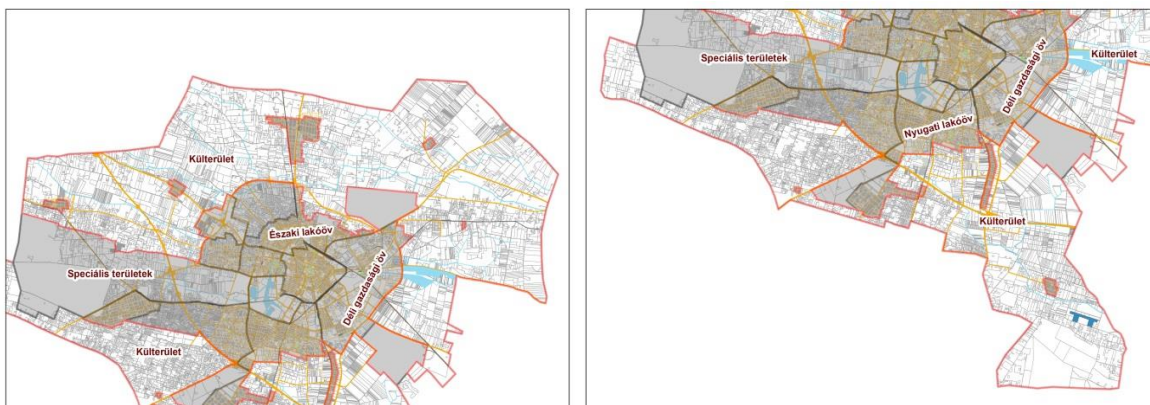 Külterület
Északi lakóöv
Speciális területek
Déli gazdasági öv
Külterület
Speciális területek
Külterület
Déli gazdasági öv
Nyugati lakóöv
Külterület